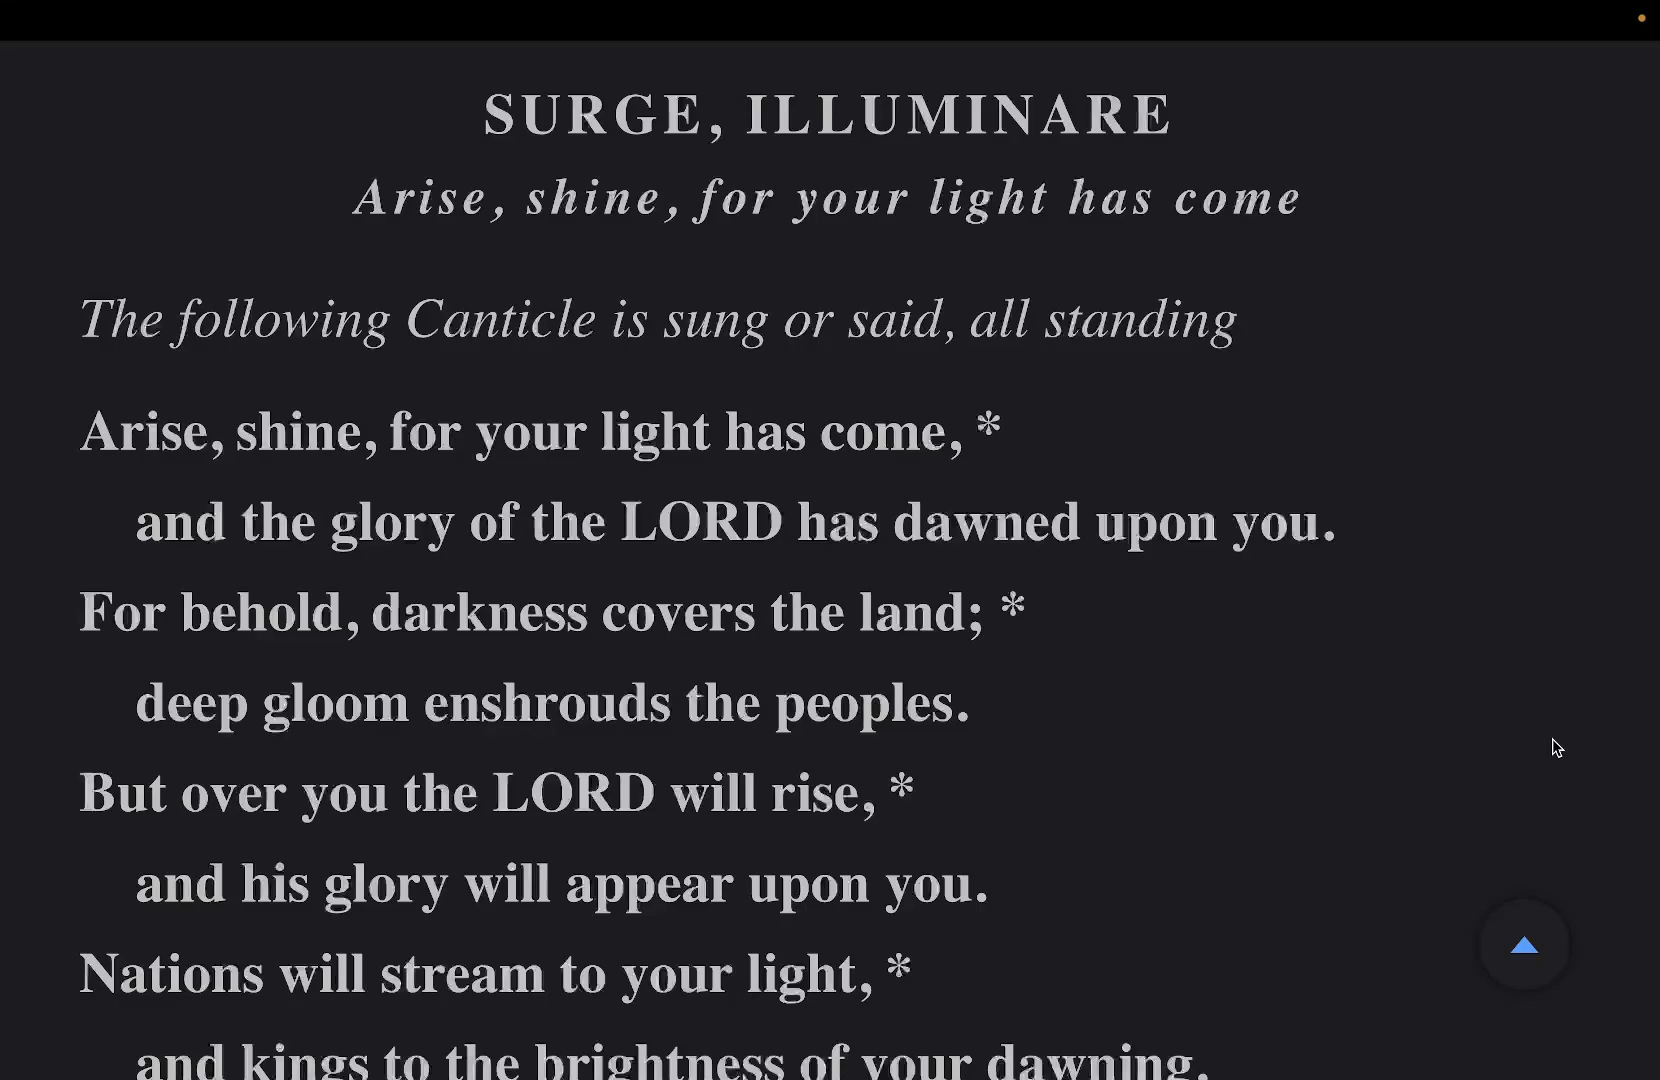 SURGE, ILLUMINARE
Arise, shine, for your light has come
The following Canticle is sung or said, all standing
Arise, shine, for your light has come, *
and the glory of the LORD has dawned upon you.
For behold, darkness covers the land; *
deep gloom enshrouds the peoples.
But over you the LORD will rise, *
and his glory will appear upon you.
Nations will stream to your light, *
and kings to the brightness of your dawning.